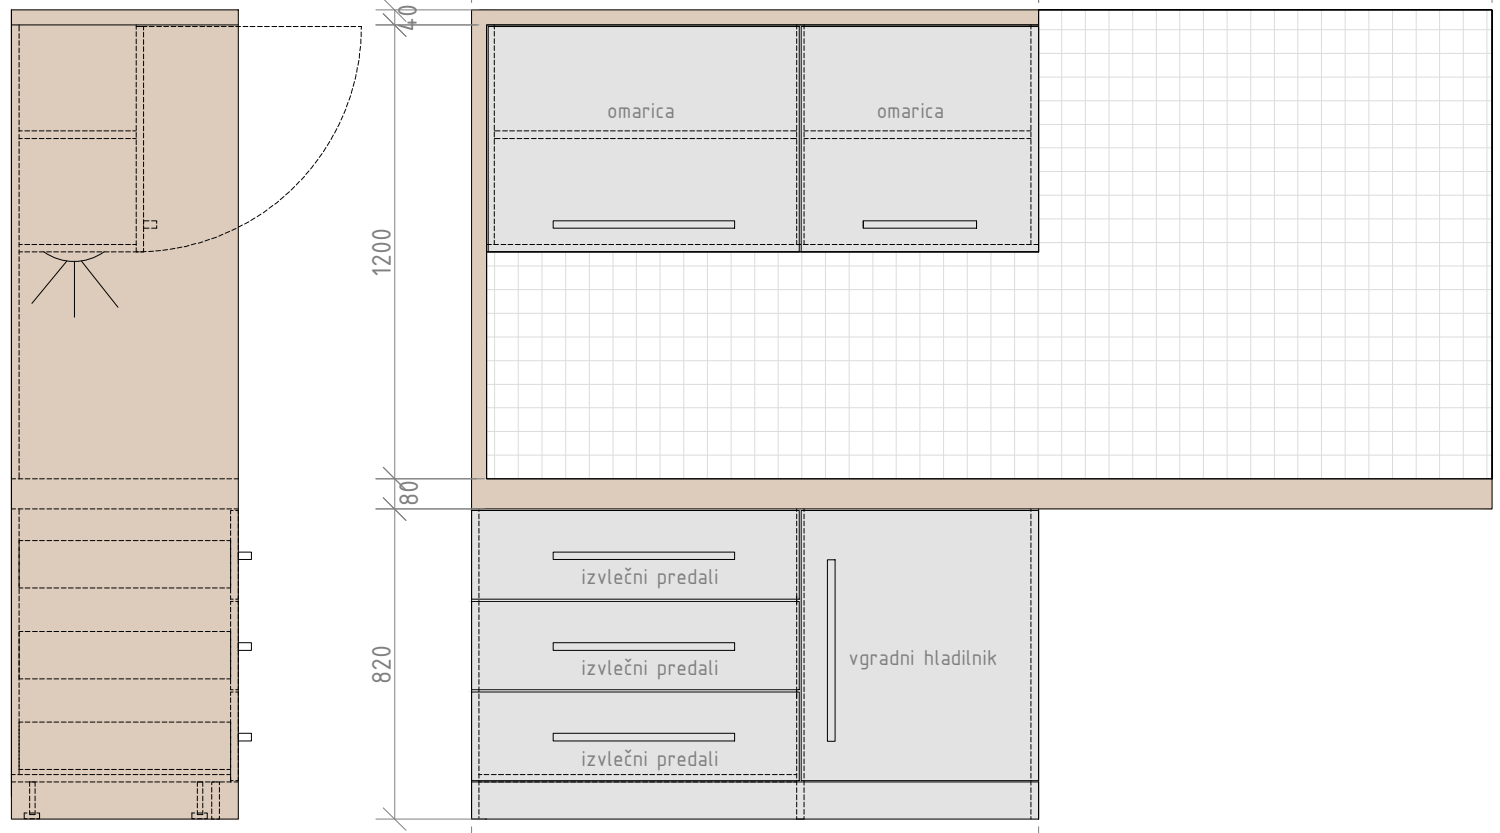 40
omarica
omarica
1200
80
izvlečni predali
izvlečni predali
vgradni hladilnik
820
izvlečni predali